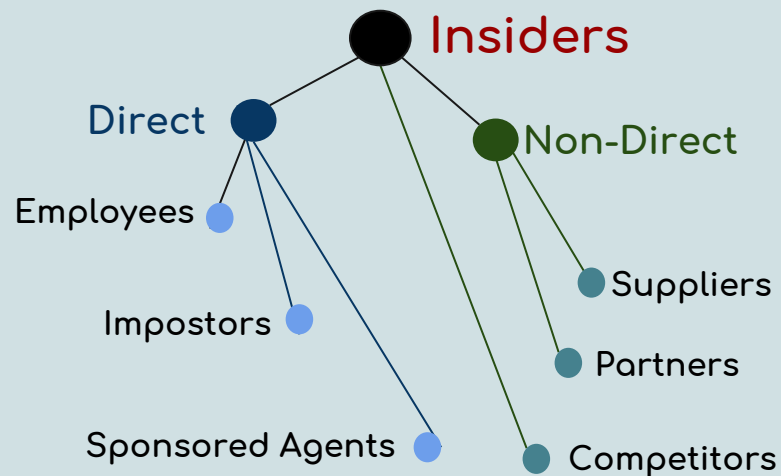 Insiders
Direct
Non-Direct
Employees
Suppliers
Impostors
Partners
Sponsored Agents
Competitors